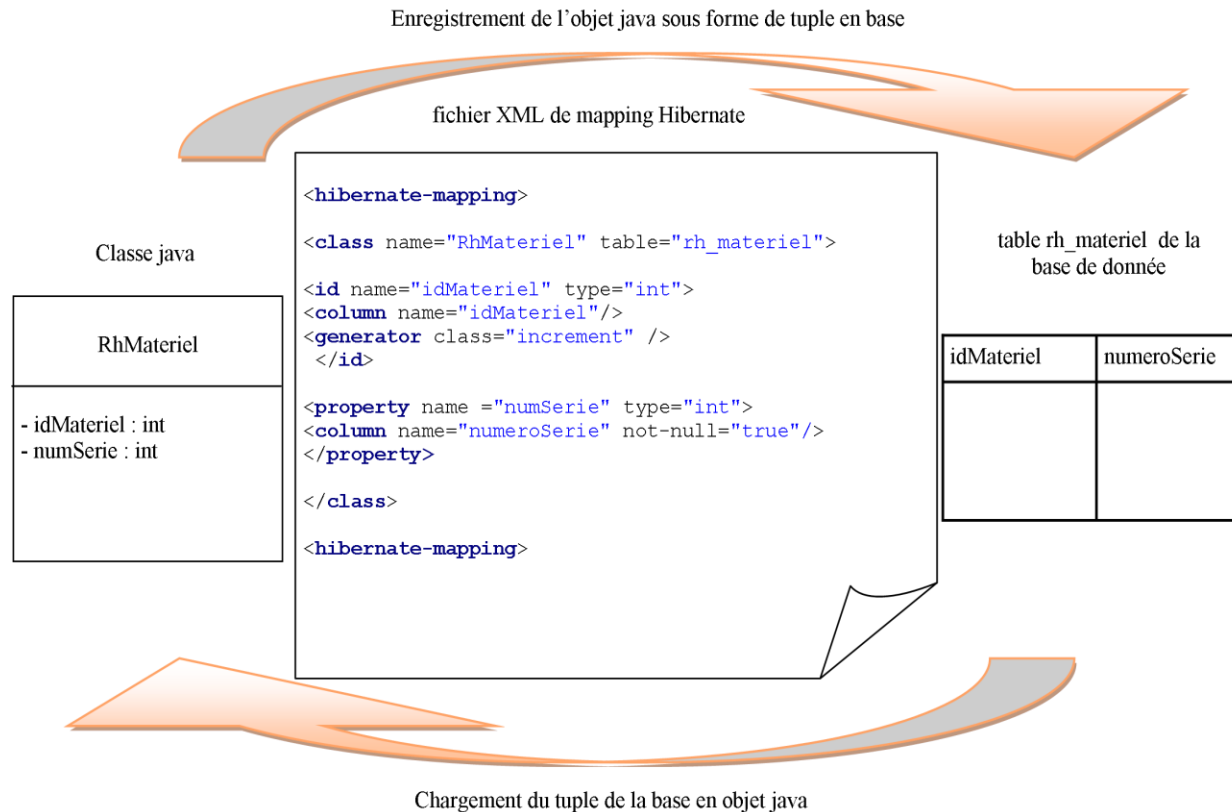 Enregistrement de l'objet java sous forme de tuple en base
fichier XML de mapping Hibernate
Classe java
RhMateriel
- idMateriel : int
- numSerie : int
<hibernate-mapping>
<class name="RhMateriel" table="rh_materiel">
<id name="idMateriel" type="int">
<column name="idMateriel"/>
<generator class="increment" />
</id>
<property name ="numSerie" type="int">
<column name="numeroSerie" not-null="true"/>
</property>
</class>
<hibernate-mapping>
table rh_materiel de la
base de donnée
idMateriel numeroSerie
Chargement du tuple de la base en objet java